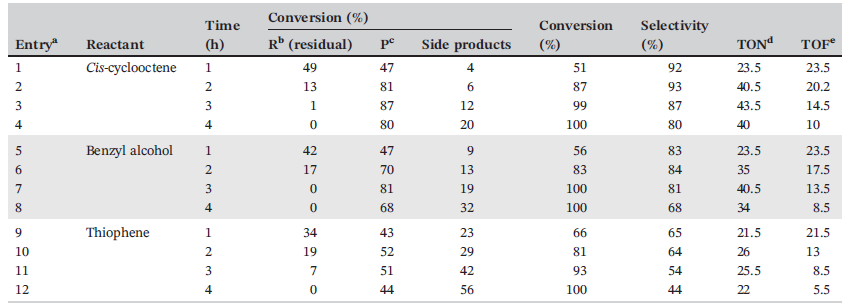 Conversion (%)
Entrya Reactant Time (h) Rb (residual) Pc Side products Conversion (%) Selectivity (%) TONd TOFe
1 Cis-cyclooctene 1 49 47 4 51 92 23.5 23.5
2 2 13 81 6 87 93 40.5 20.2
3 3 1 87 12 99 87 43.5 14.5
4 4 0 80 20 100 80 40 10
5 Benzyl alcohol 1 42 47 9 56 83 23.5 23.5
6 2 17 70 13 83 84 35 17.5
7 3 0 81 19 100 81 40.5 13.5
8 4 0 68 32 100 68 34 8.5
9 Thiophene 1 34 43 23 66 65 21.5 21.5
10 2 19 52 29 81 64 26 13
11 3 7 51 42 93 54 25.5 8.5
12 4 0 44 56 100 44 22 5.5